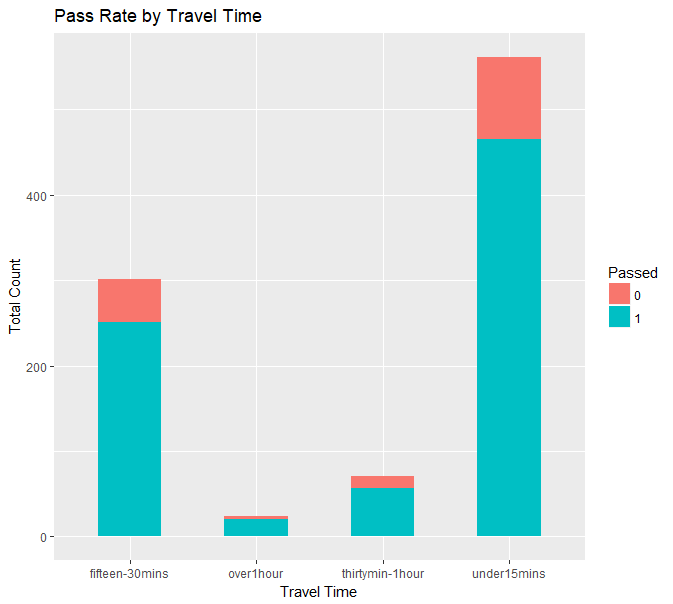 Pass Rate by Travel Time
Total Count
400
200
0
fifteen-30mins over1hour thirtymin-1hour under15mins
Travel Time
Passed
0
1